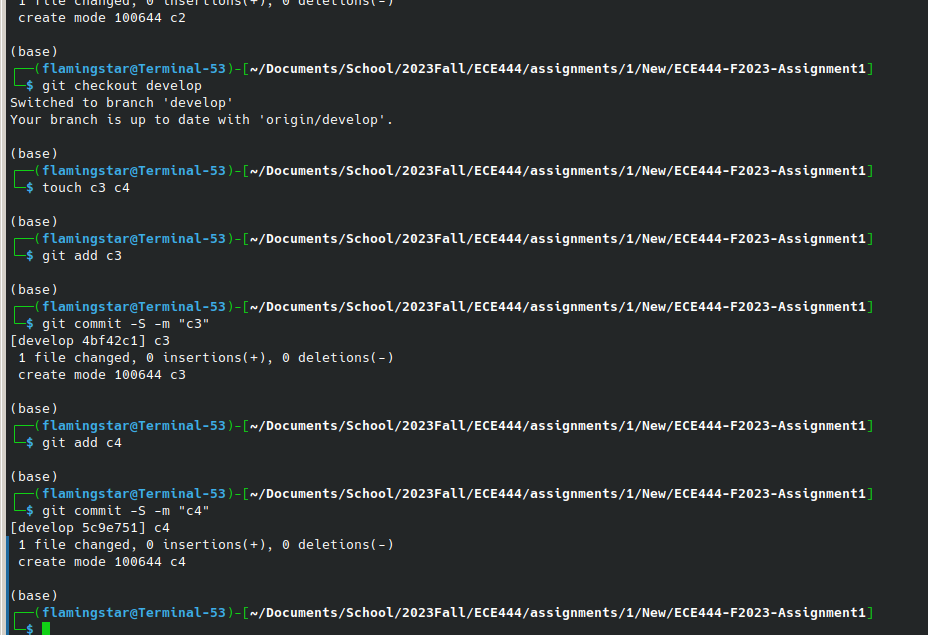 1 file changed, 0 insertions(+), 0 deletions(-)
create mode 100644 c2
(base)
┌──(flamingstar@Terminal-53)-[~/Documents/School/2023Fall/ECE444/assignments/1/New/ECE444-F2023-Assignment1]
└─$ git checkout develop
Switched to branch 'develop'
Your branch is up to date with 'origin/develop'.
(base)
┌──(flamingstar@Terminal-53)-[~/Documents/School/2023Fall/ECE444/assignments/1/New/ECE444-F2023-Assignment1]
└─$ touch c3 c4
(base)
┌──(flamingstar@Terminal-53)-[~/Documents/School/2023Fall/ECE444/assignments/1/New/ECE444-F2023-Assignment1]
└─$ git add c3
(base)
┌──(flamingstar@Terminal-53)-[~/Documents/School/2023Fall/ECE444/assignments/1/New/ECE444-F2023-Assignment1]
└─$ git commit -S -m "c3"
[develop 4bf42c1] c3
1 file changed, 0 insertions(+), 0 deletions(-)
create mode 100644 c3
(base)
┌──(flamingstar@Terminal-53)-[~/Documents/School/2023Fall/ECE444/assignments/1/New/ECE444-F2023-Assignment1]
└─$ git add c4
(base)
┌──(flamingstar@Terminal-53)-[~/Documents/School/2023Fall/ECE444/assignments/1/New/ECE444-F2023-Assignment1]
└─$ git commit -S -m "c4"
[develop 5c9e751] c4
1 file changed, 0 insertions(+), 0 deletions(-)
create mode 100644 c4
(base)
┌──(flamingstar@Terminal-53)-[~/Documents/School/2023Fall/ECE444/assignments/1/New/ECE444-F2023-Assignment1]
└─$